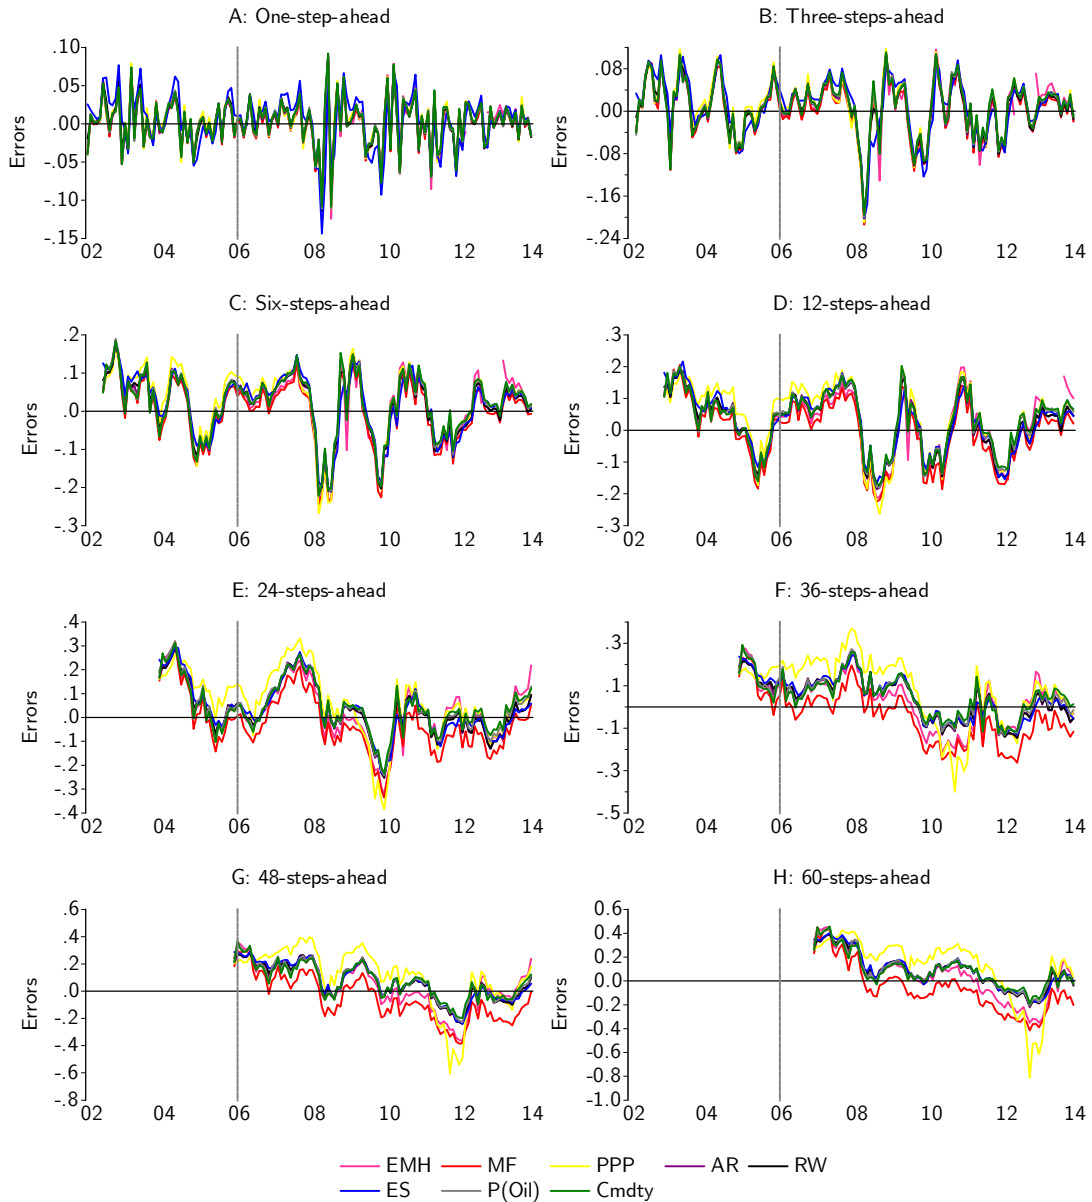 A: One-step-ahead
.10
.05
.00
-.05
-.10
-.15
Errors
02 04 06 08 10 12 14
B: Three-steps-ahead
.08
.00
-.08
-.16
-.24
Errors
02 04 06 08 10 12 14
C: Six-steps-ahead
.2
.1
.0
-.1
-.2
-.3
Errors
02 04 06 08 10 12 14
D: 12-steps-ahead
.3
.2
.1
.0
-.1
-.2
-.3
Errors
02 04 06 08 10 12 14
E: 24-steps-ahead
.4
.3
.2
.1
.0
-.1
-.2
-.3
-.4
Errors
02 04 06 08 10 12 14
F: 36-steps-ahead
.3
.1
-.1
-.3
-.5
Errors
02 04 06 08 10 12 14
G: 48-steps-ahead
.6
.4
.2
.0
-.2
-.4
-.6
-.8
Errors
02 04 06 08 10 12 14
H: 60-steps-ahead
0.6
0.4
0.2
0.0
-0.2
-0.4
-0.6
-0.8
-1.0
Errors
02 04 06 08 10 12 14
EMH MF PPP AR RW
ES P(Oil) Cmdty